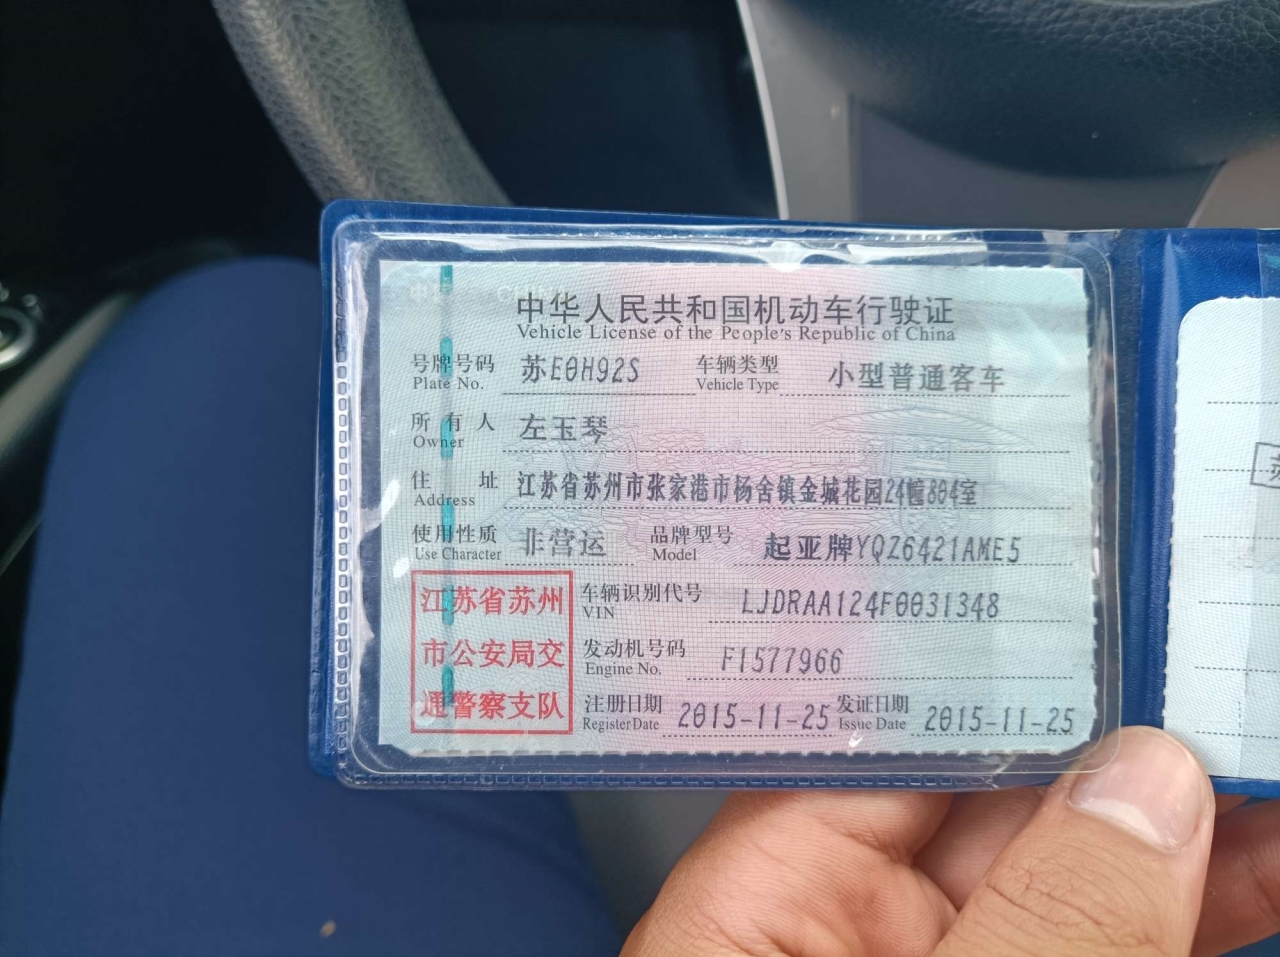 中华人民共和国机动车行驶证
Vehicle License of the People's Republic of China
号牌号码 苏E0H92S 车辆类型 小型普通客车
Plate No. Vehicle Type
所有人 左玉琴
Owner
住址 江苏省苏州市张家港市杨舍镇金城花园24幢804室
Address
使用性质 非营运 品牌型号 起亚牌YQZ6421AME5
Use Character Model
江苏省苏州 车辆识别代号 LJDRAA124F0031348
VIN
市公安局交 发动机号码 F1577966
Engine No.
通警察支队 注册日期 2015-11-25 发证日期 2015-11-25
Register Date Issue Date